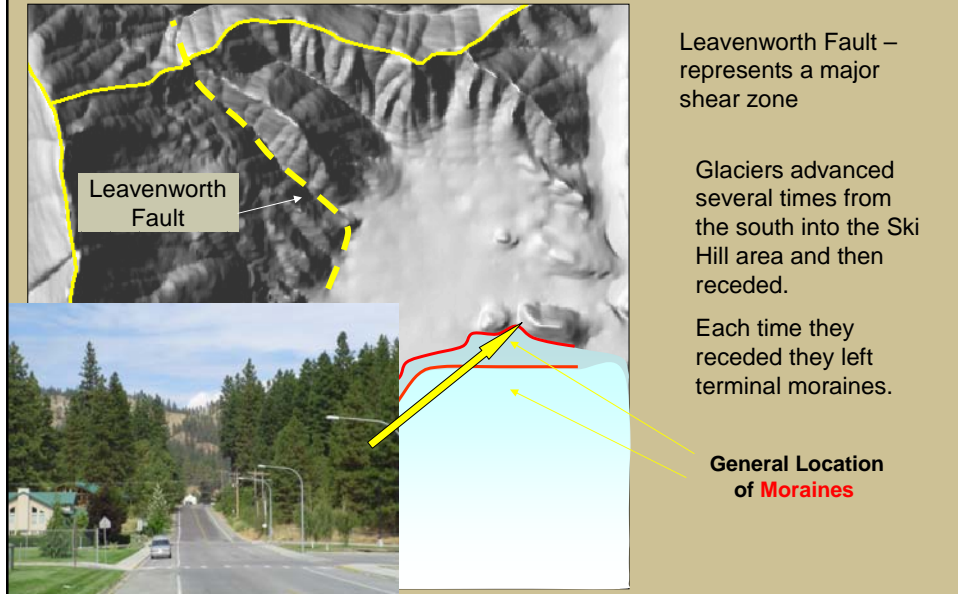 Leavenworth Fault –
represents a major
shear zone
Leavenworth
Fault
Glaciers advanced
several times from
the south into the Ski
Hill area and then
receded.
Each time they
receded they left
terminal moraines.
General Location
of Moraines